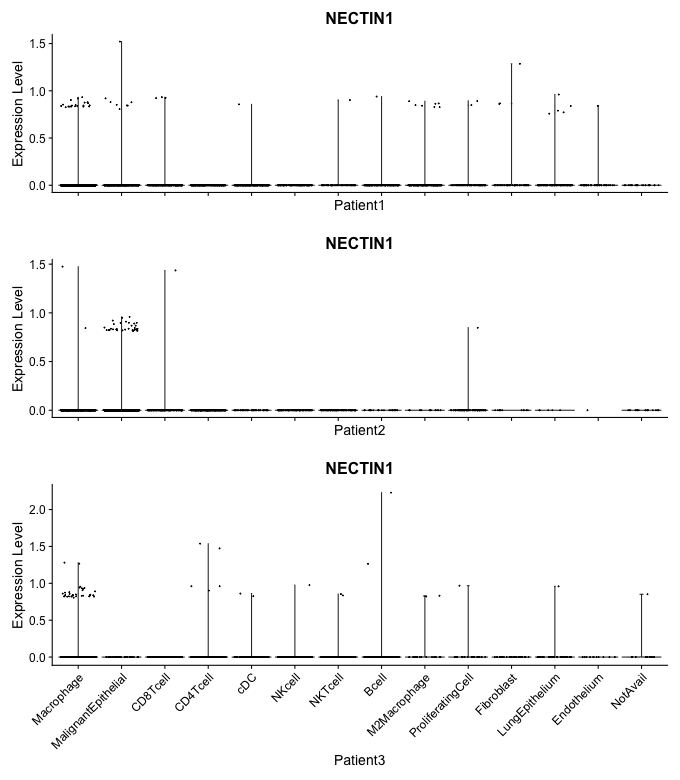 NECTIN1
Expression Level
1.5
1.0
0.5
0.0
Patient1
NECTIN1
Expression Level
1.5
1.0
0.5
0.0
Patient2
NECTIN1
Expression Level
2.0
1.5
1.0
0.5
0.0
Macrophage
MalignantEpithelial
CD8Tcell
CD4Tcell
cDC
NKcell
NKTcell
Bcell
M2Macrophage
ProliferatingCell
Fibroblast
LungEpithelium
Endothelium
NotAvail
Patient3